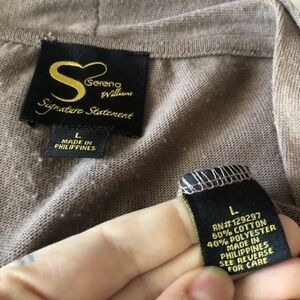 Serena
Williams
Signature Statement
L
MADE IN
PHILIPPINES
L
RN#129297
60% COTTON
40% POLYESTER
MADE IN
PHILIPPINES
SEE REVERSE
FOR CARE